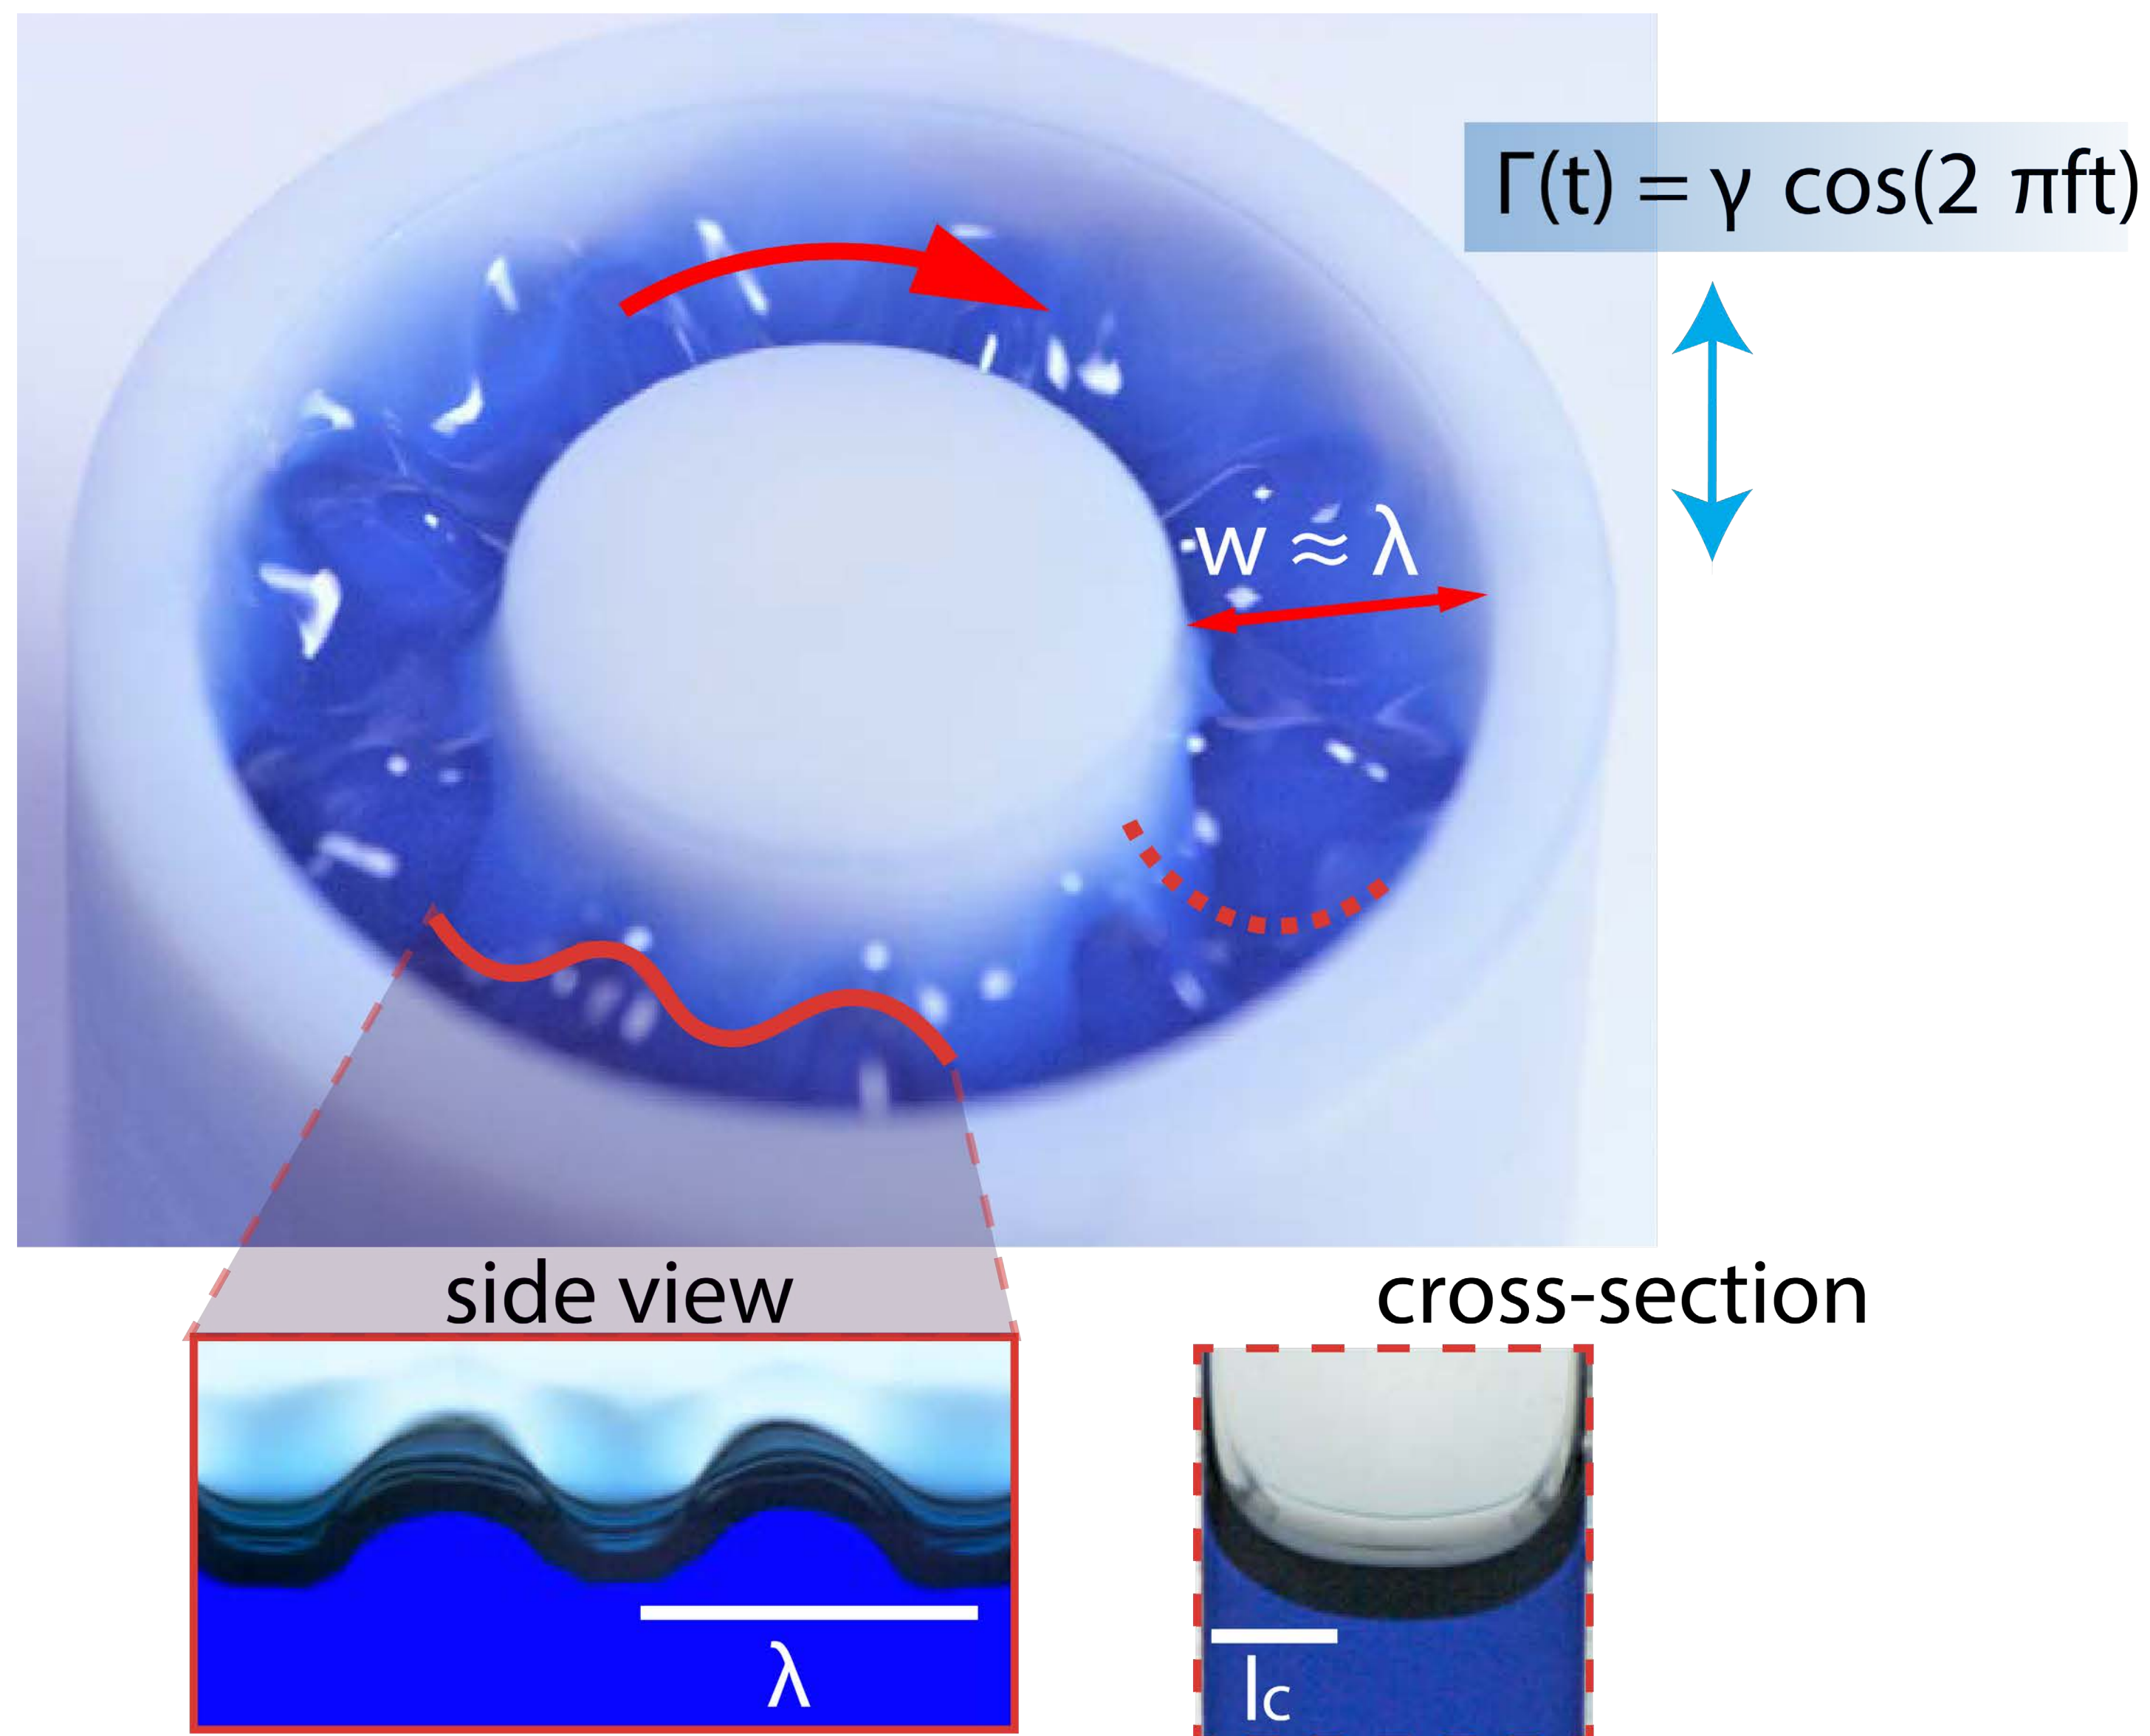 Γ(t) = γ cos(2 πft)
w ≈ λ
side view
cross-section
λ
lc